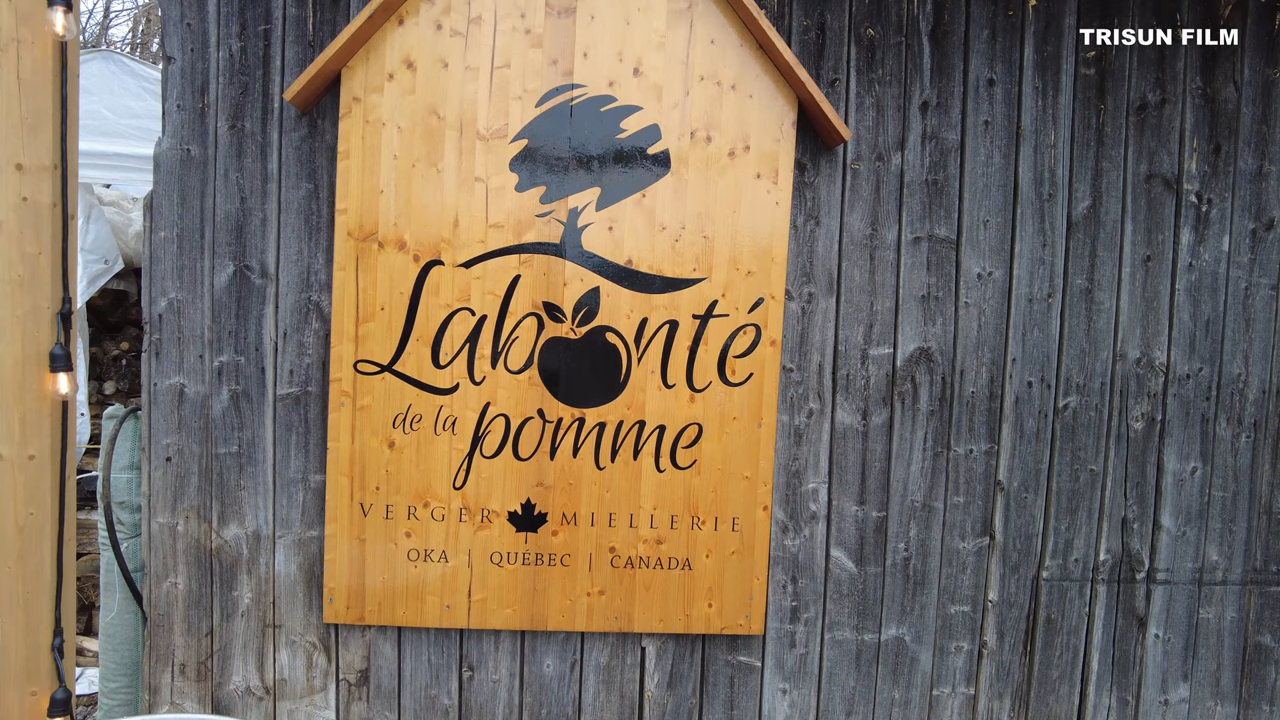 TRISUN FILM
Labonté
de la pomme
VERGER MIELLERIE
OKA | QUÉBEC | CANADA